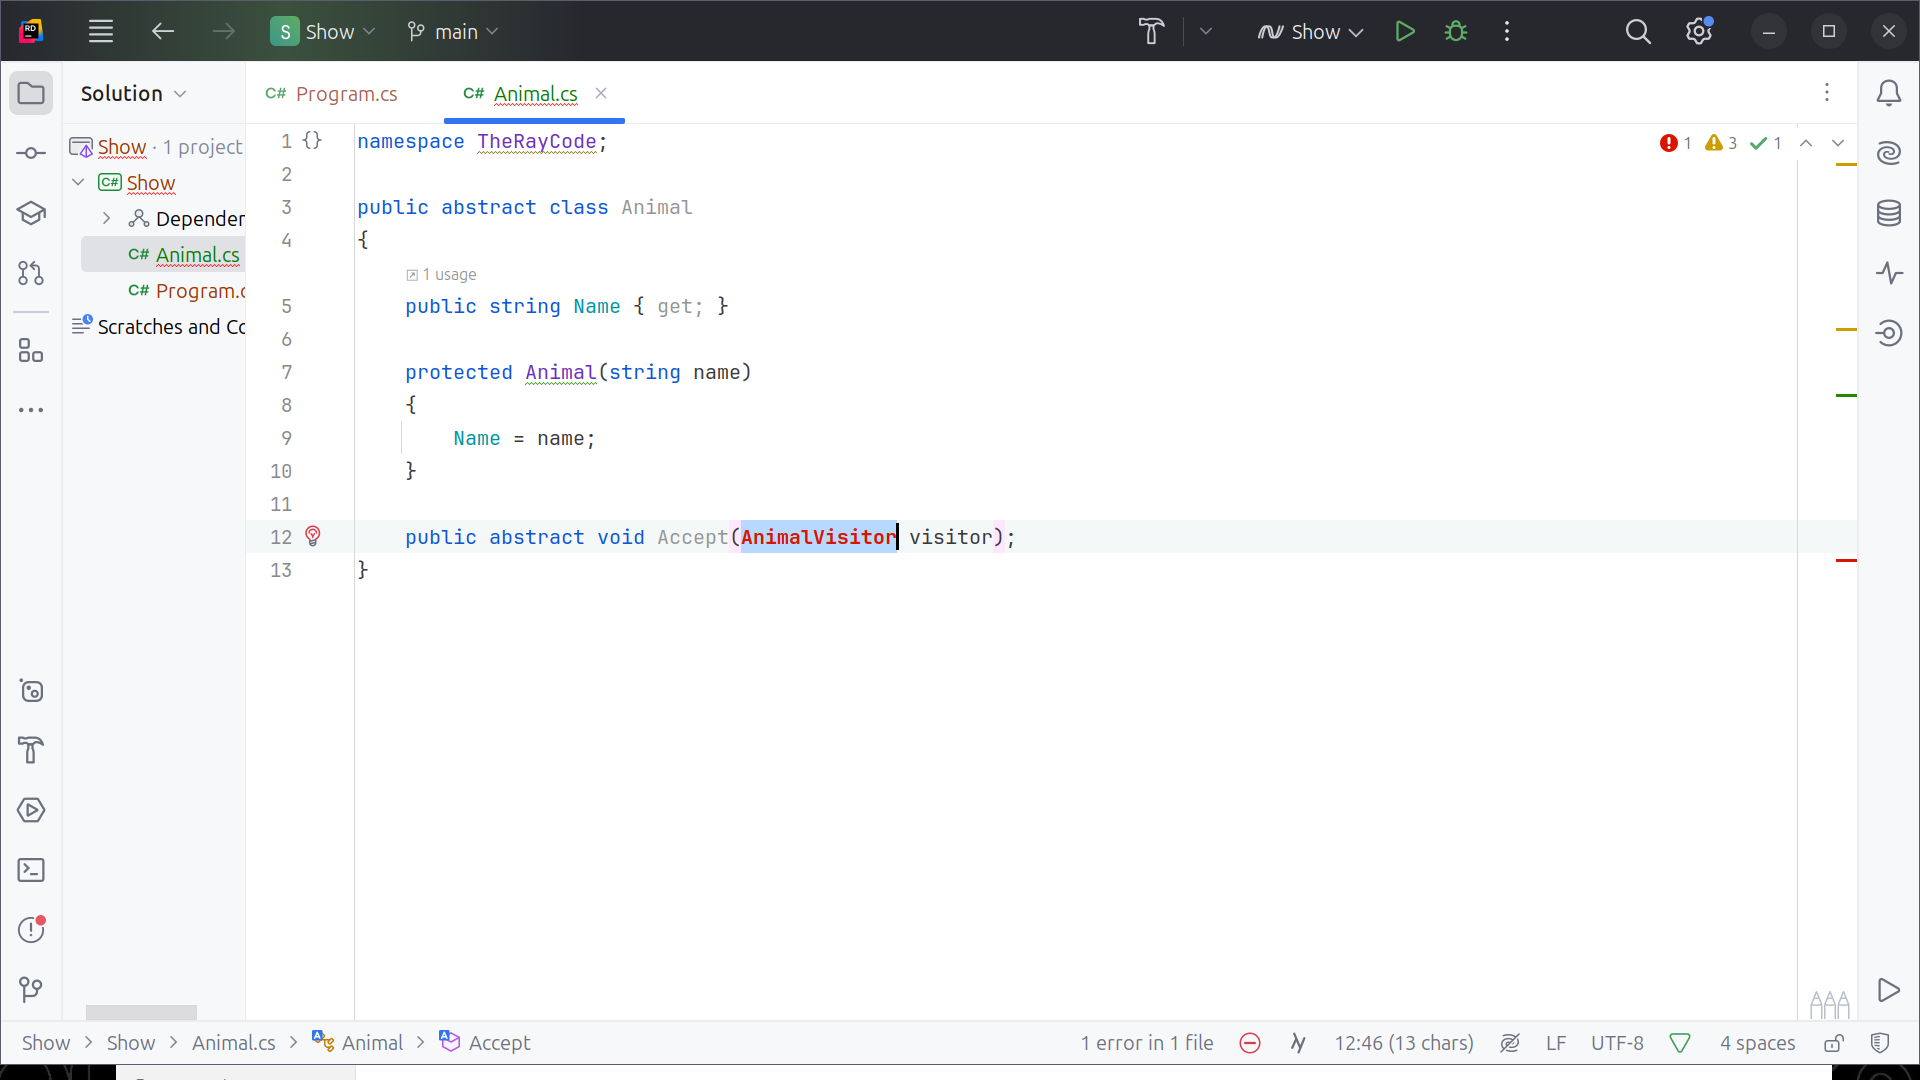 RD
S Show
main
Show
Solution
C# Program.cs
C# Animal.cs
Show · 1 project
C# Show
Depender
C# Animal.cs
C# Program.c
Scratches and Co
1 {} namespace TheRayCode;
1 3 1
2
3 public abstract class Animal
4 {
1 usage
5 public string Name { get; }
6
7 protected Animal(string name)
8 {
9 Name = name;
10 }
11
12 public abstract void Accept(AnimalVisitor visitor);
13 }
Show > Show > Animal.cs > Animal > Accept
1 error in 1 file
12:46 (13 chars)
LF
UTF-8
4 spaces